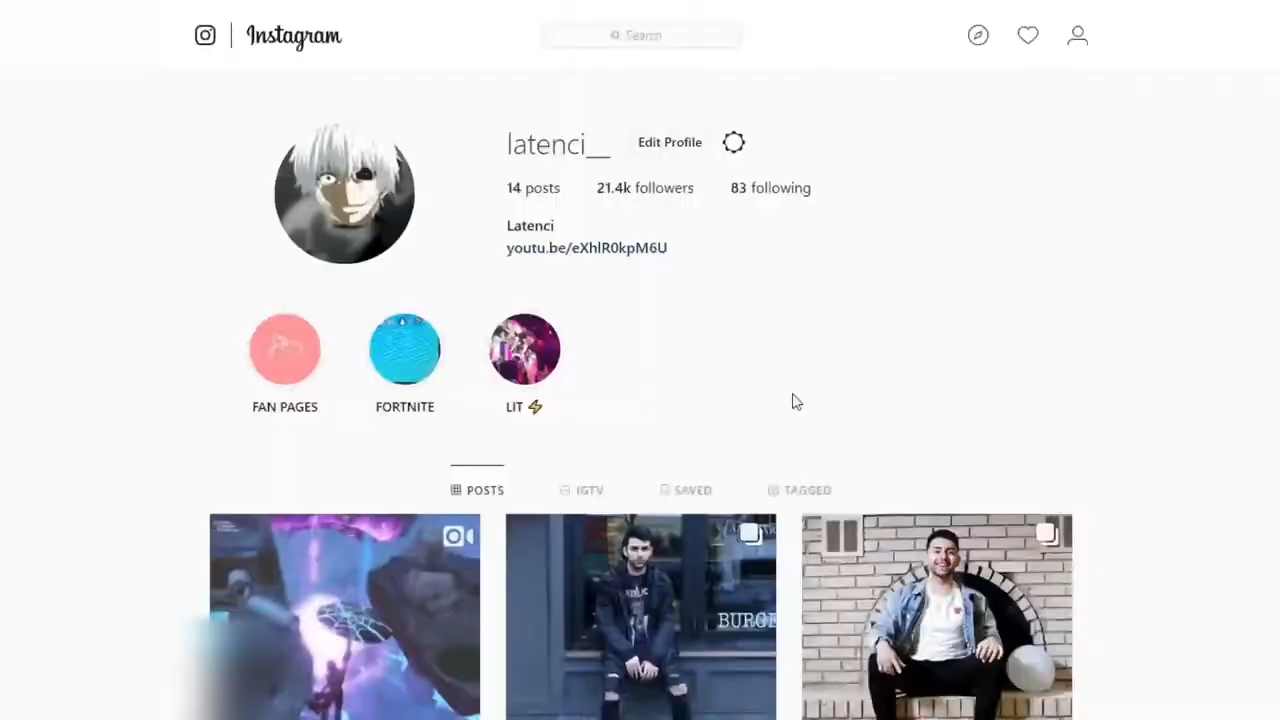 Instagram
Search
latenci__ Edit Profile
14 posts 21.4k followers 83 following
Latenci
youtu.be/eXhlR0kpM6U
FAN PAGES FORTNITE LIT ⚡
POSTS IGTV SAVED TAGGED
BURGE